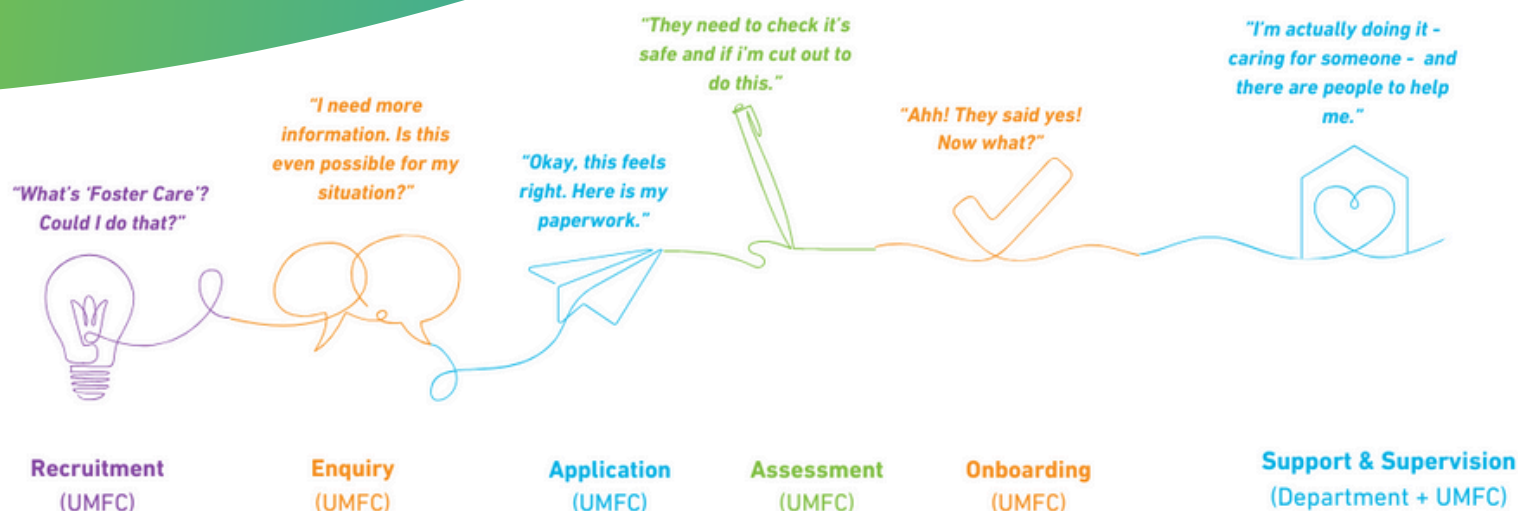 “What’s ‘Foster Care’?
Could I do that?”
“I need more
information. Is this
even possible for my
situation?”
“Okay, this feels
right. Here is my
paperwork.”
“They need to check it’s
safe and if i’m cut out to
do this.”
“Ahh! They said yes!
Now what?”
“I’m actually doing it -
caring for someone - and
there are people to help
me.”
Recruitment
(UMFC)
Enquiry
(UMFC)
Application
(UMFC)
Assessment
(UMFC)
Onboarding
(UMFC)
Support & Supervision
(Department + UMFC)